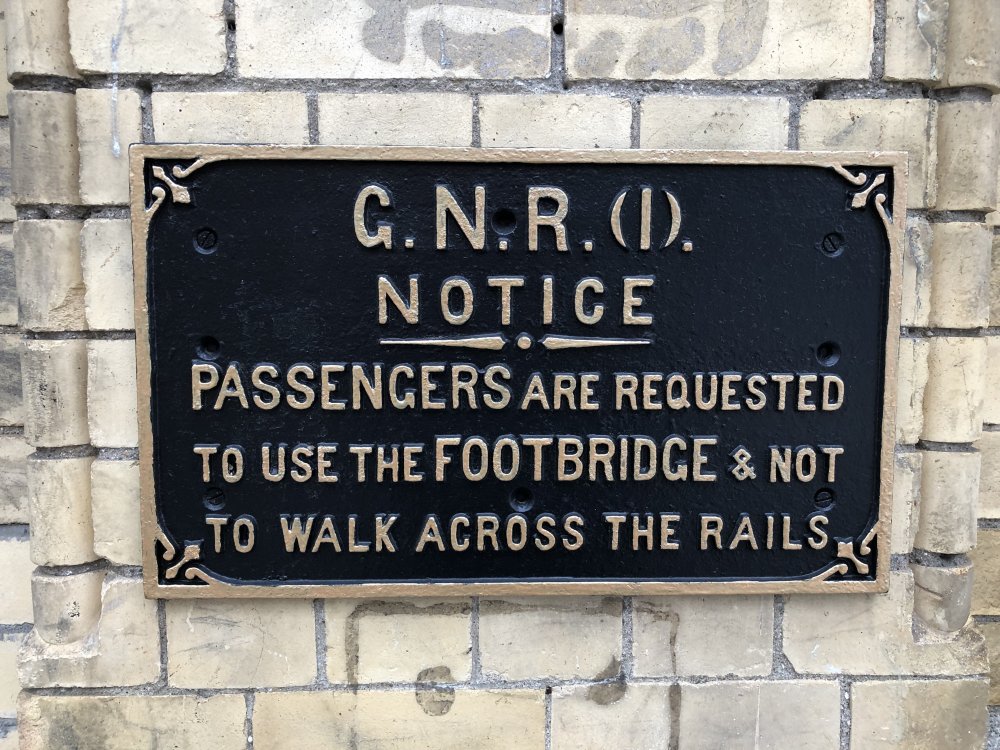 G.N.R.(I).
NOTICE
PASSENGERS ARE REQUESTED
TO USE THE FOOTBRIDGE & NOT
TO WALK ACROSS THE RAILS.